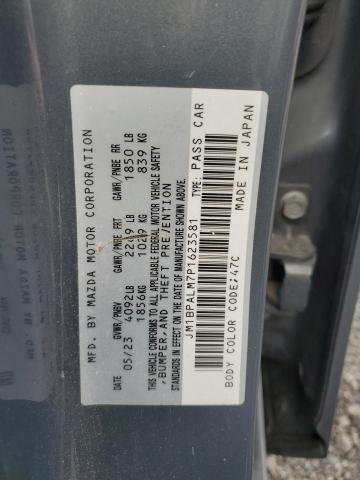 MFD. BY MAZDA MOTOR CORPORATION
DATE GVWR/PNBV GAWR/PNBE FRT GAWR/PNBE RR
05/23 4092LB 2249 LB 1850 LB
1856KG 839 KG
THIS VEHICLE CONFORMS TO ALL APPLICABLE FEDERAL MOTOR VEHICLE SAFETY
,BUMPER,AND THEFT PREVENTION STANDARDS IN EFFECT ON THE DATE OF MANUFACTURE SHOWN ABOVE.
JM1BPALM7P1623581 TYPE: PASS CAR
BODY COLOR CODE;47C MADE IN JAPAN